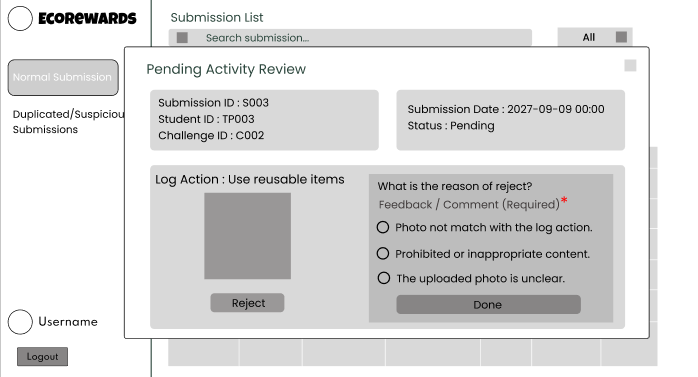 ECOREWARDS
Submission List
Search submission...
All
Normal Submission
Duplicated/Suspiciou
Submissions
Pending Activity Review
Submission ID : S003
Student ID : TP003
Challenge ID : C002
Submission Date : 2027-09-09 00:00
Status : Pending
Log Action : Use reusable items
Reject
What is the reason of reject?
Feedback / Comment (Required)*
Photo not match with the log action.
Prohibited or inappropriate content.
The uploaded photo is unclear.
Done
Username
Logout